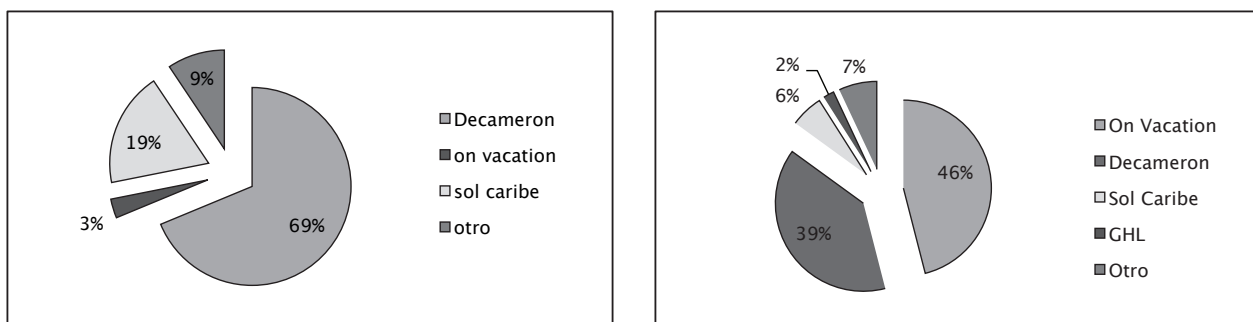 9%
19%
3%
69%
Decameron
on vacation
sol caribe
otro
2%
7%
6%
46%
39%
On Vacation
Decameron
Sol Caribe
GHL
Otro